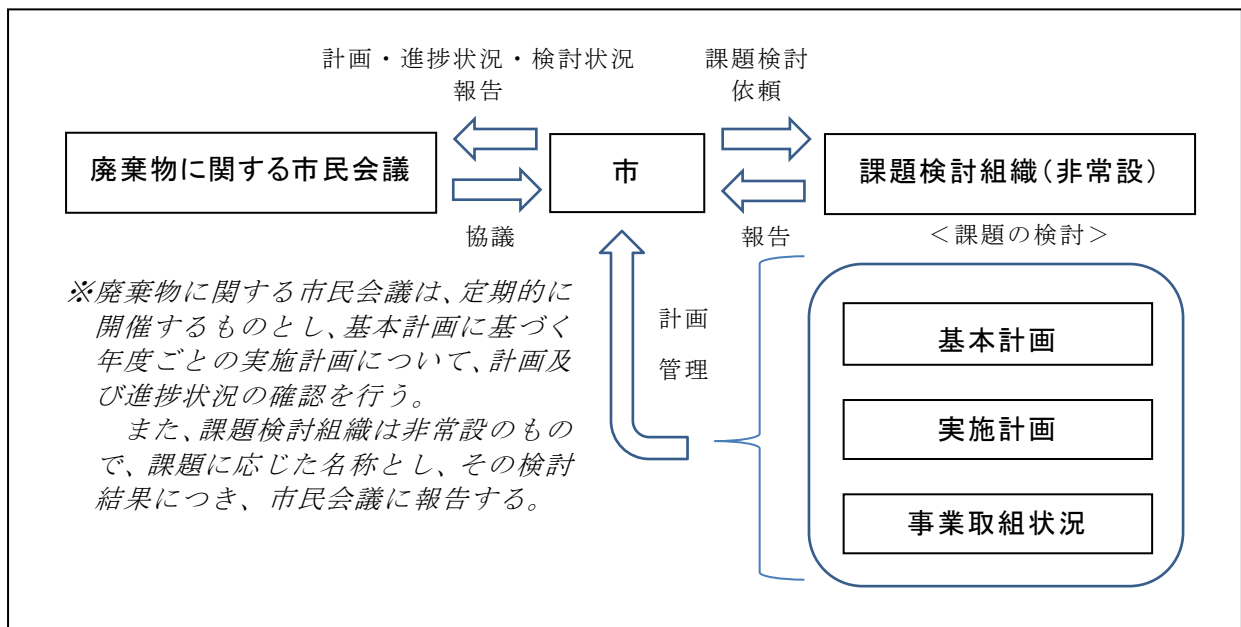 計画・進捗状況・検討状況
報告
課題検討
依頼
廃棄物に関する市民会議
市
課題検討組織（非常設）
協議
報告
＜課題の検討＞
※廃棄物に関する市民会議は、定期的に
開催するものとし、基本計画に基づく
年度ごとの実施計画について、計画及
び進捗状況の確認を行う。
また、課題検討組織は非常設のもの
で、課題に応じた名称とし、その検討
結果につき、市民会議に報告する。
計画
管理
基本計画
実施計画
事業取組状況